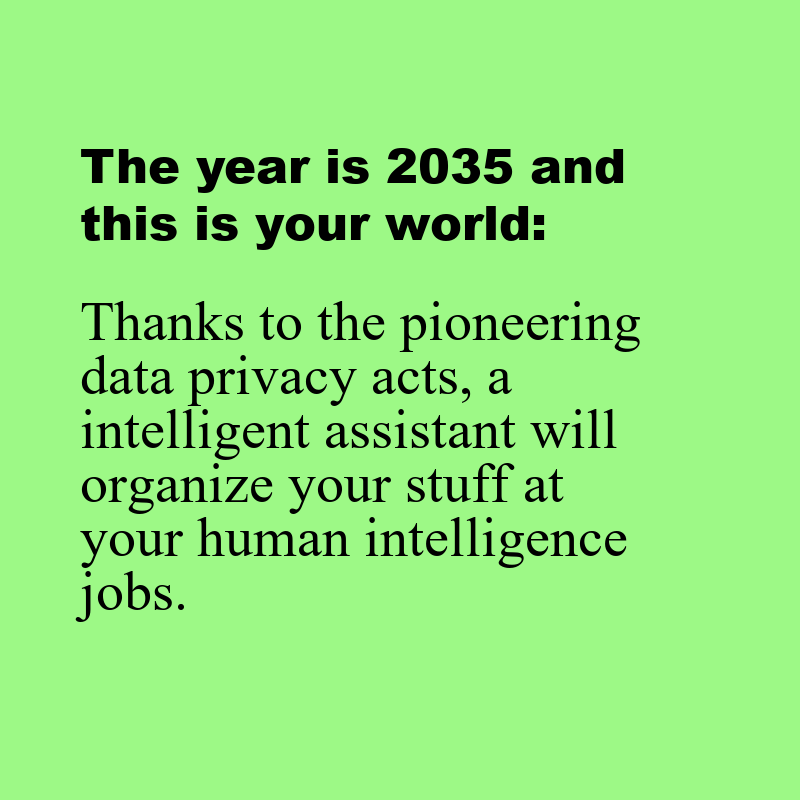 The year is 2035 and
this is your world:
Thanks to the pioneering
data privacy acts, a
intelligent assistant will
organize your stuff at
your human intelligence
jobs.